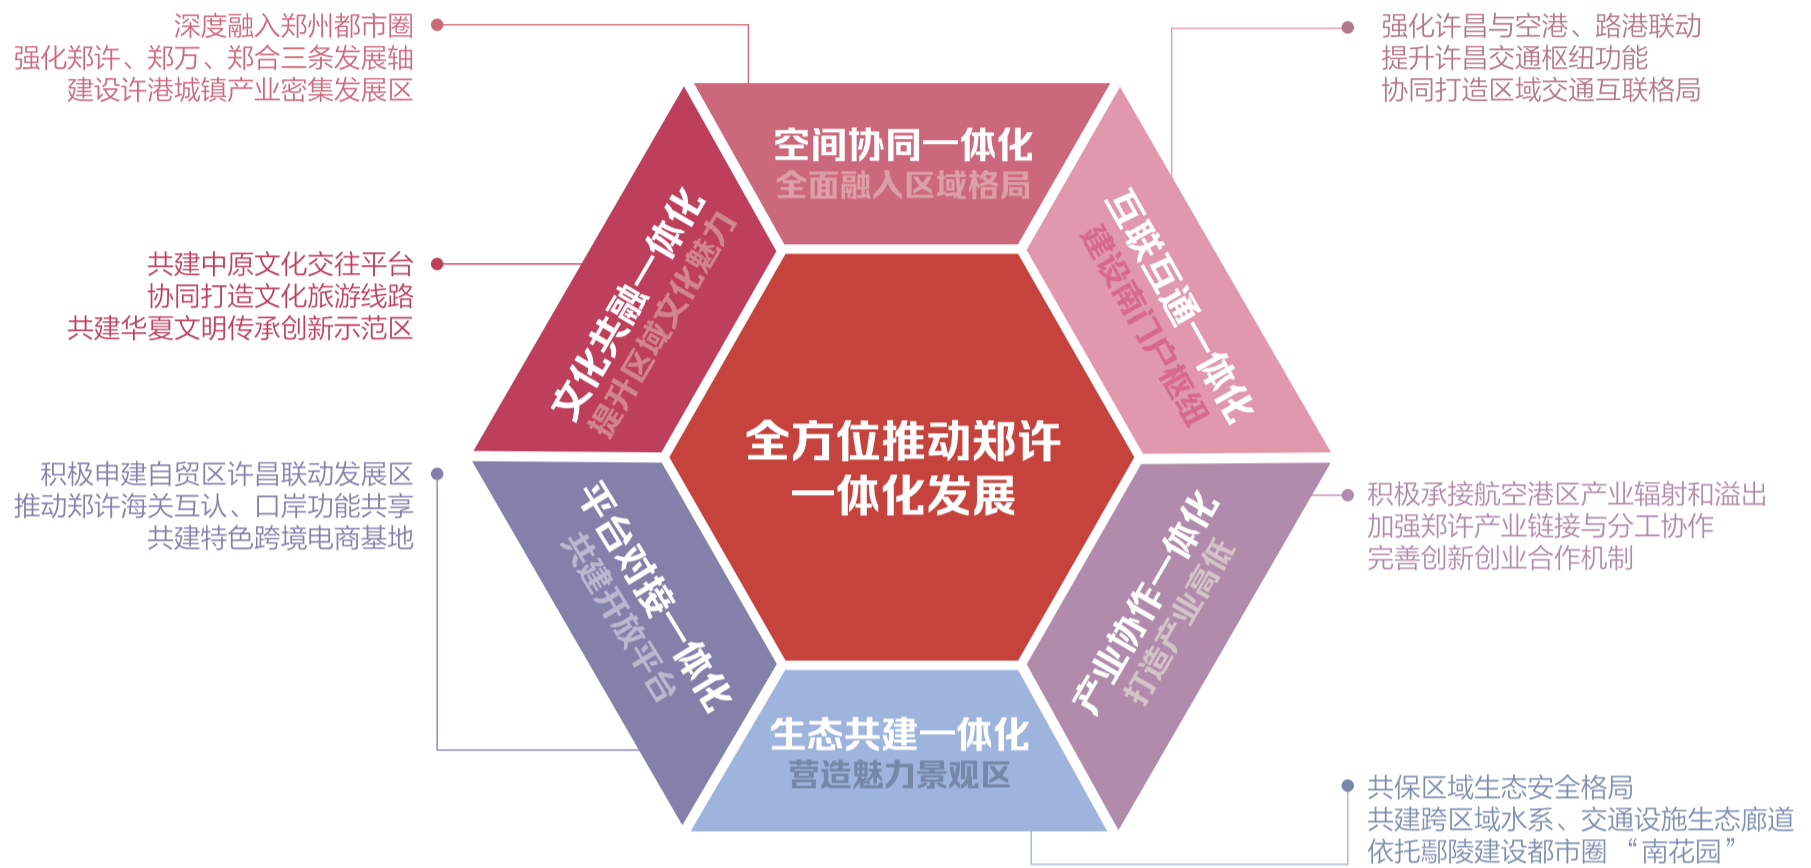 深度融入郑州都市圈
强化郑许、郑万、郑合三条发展轴
建设许港城镇产业密集发展区
强化许昌与空港、路港联动
提升许昌交通枢纽功能
协同打造区域交通互联格局
空间协同一体化
全面融入区域格局
互联互通一体化
建设南门户枢纽
文化共融一体化
提升区域文化魅力
共建中原文化交往平台
协同打造文化旅游线路
共建华夏文明传承创新示范区
全方位推动郑许
一体化发展
积极申建自贸区许昌联动发展区
推动郑许海关互认、口岸功能共享
共建特色跨境电商基地
平台对接一体化
共建开放平台
产业协作一体化
打造产业高低
积极承接航空港区产业辐射和溢出
加强郑许产业链接与分工协作
完善创新创业合作机制
生态共建一体化
营造魅力景观区
共保区域生态安全格局
共建跨区域水系、交通设施生态廊道
依托鄢陵建设都市圈“南花园”